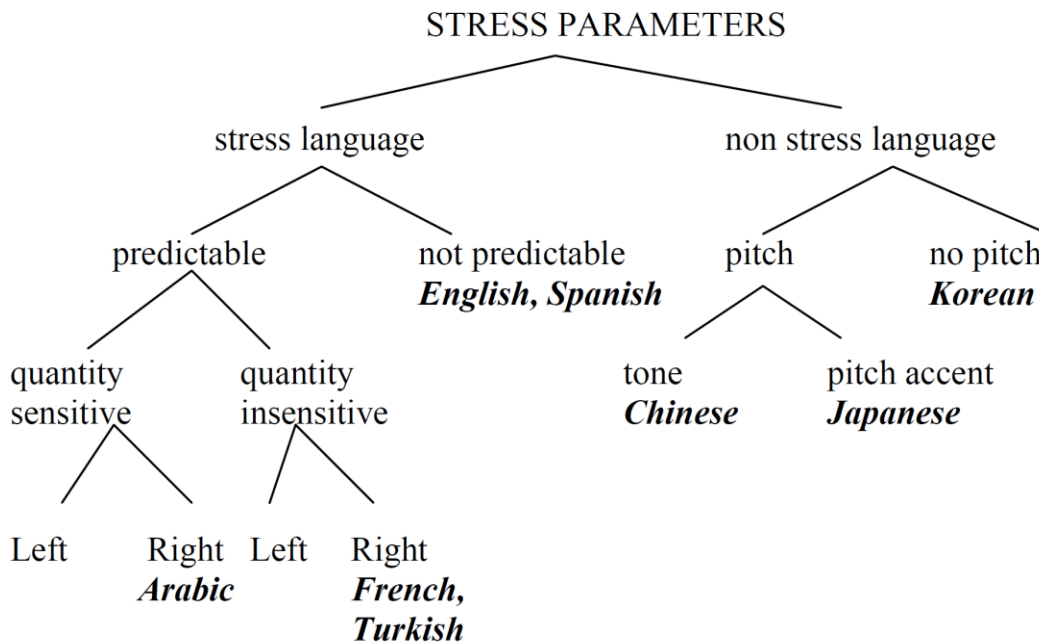 STRESS PARAMETERS
stress language non stress language
predictable not predictable pitch no pitch
English, Spanish Korean
quantity quantity tone pitch accent
sensitive insensitive Chinese Japanese
Left Right Left Right
Arabic French,
Turkish